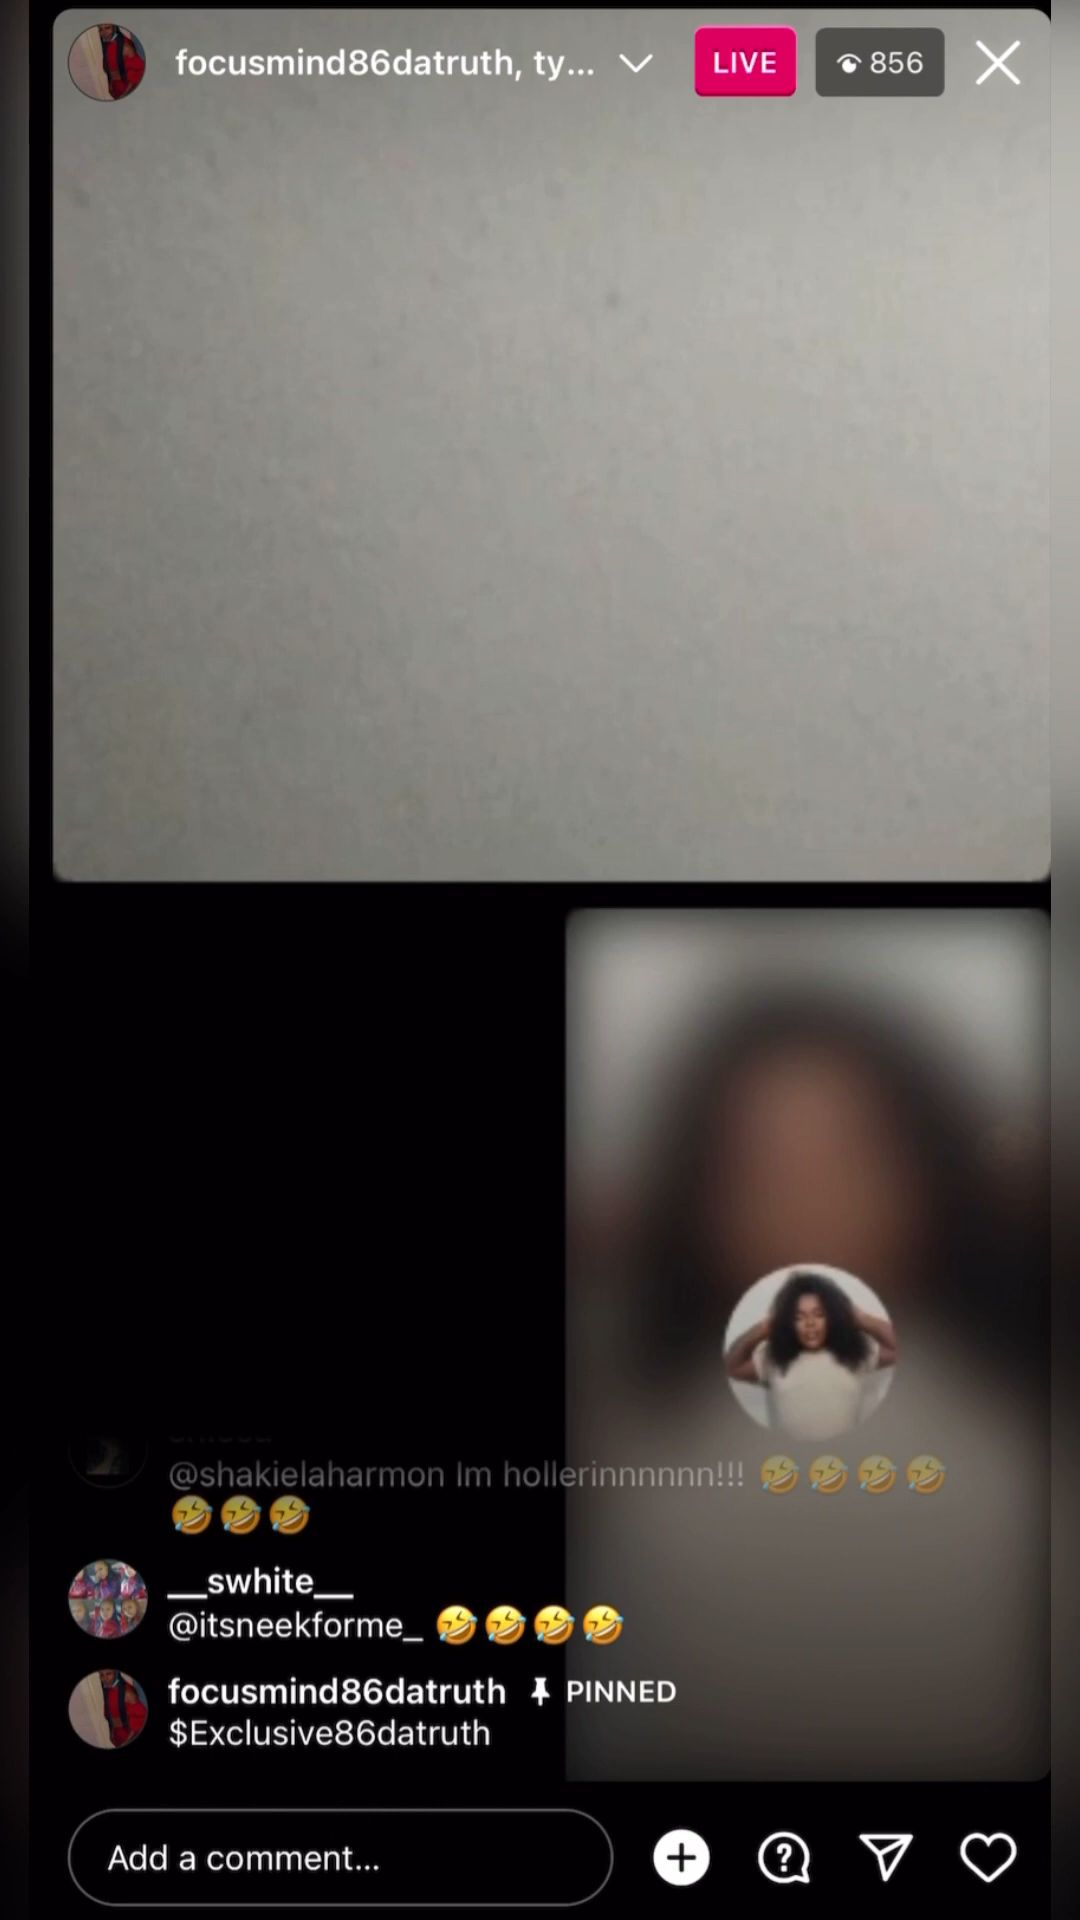 focusmind86datruth, ty...
LIVE
856
@shakielaharmon Im hollerinnnnnn!!! 🤣🤣🤣🤣
🤣🤣🤣
__swhite__
@itsneekforme_ 🤣🤣🤣🤣
focusmind86datruth PINNED
$Exclusive86datruth
Add a comment...